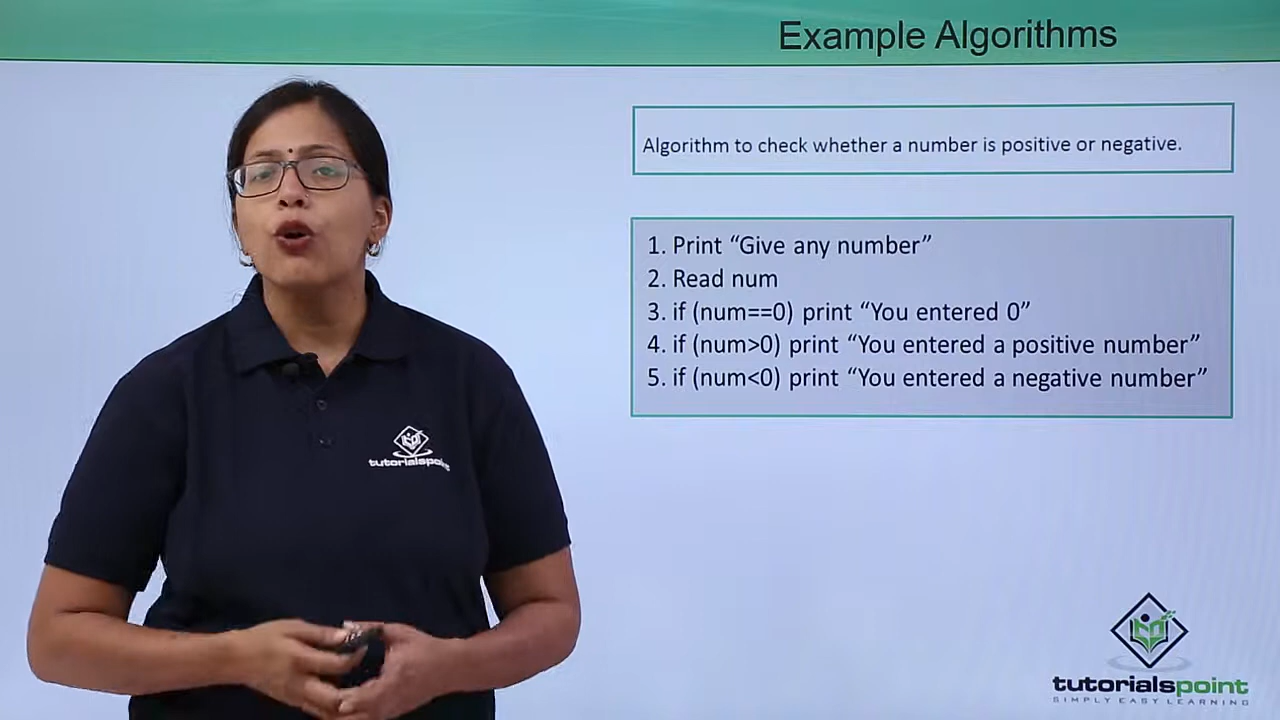 Example Algorithms
Algorithm to check whether a number is positive or negative.
1. Print “Give any number”
2. Read num
3. if (num==0) print “You entered 0”
4. if (num>0) print “You entered a positive number”
5. if (num<0) print “You entered a negative number”
tutorialspoint
tutorialspoint
SIMPLY EASY LEARNING